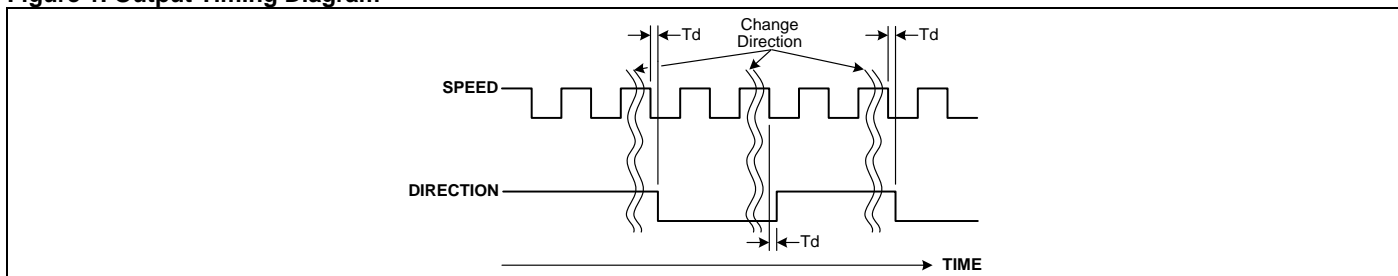 Figure 1. Output Timing Diagram
Td
Change
Direction
Td
SPEED
DIRECTION
Td
TIME